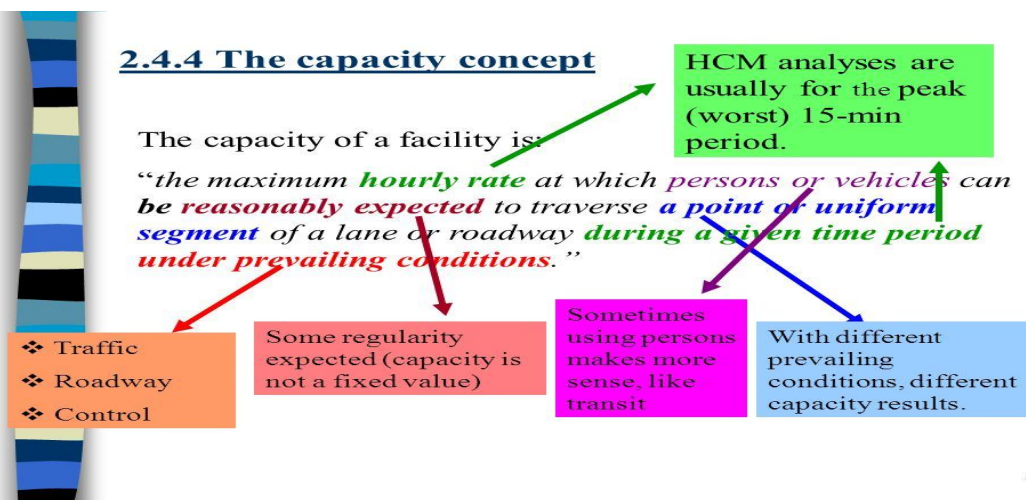 2.4.4 The capacity concept
HCM analyses are
usually for the peak
(worst) 15-min
period.
The capacity of a facility is:
“the maximum hourly rate at which persons or vehicles can
be reasonably expected to traverse a point or uniform
segment of a lane or roadway during a given time period
under prevailing conditions.”
❖ Traffic
❖ Roadway
❖ Control
Some regularity
expected (capacity is
not a fixed value)
Sometimes
using persons
makes more
sense, like
transit
With different
prevailing
conditions, different
capacity results.